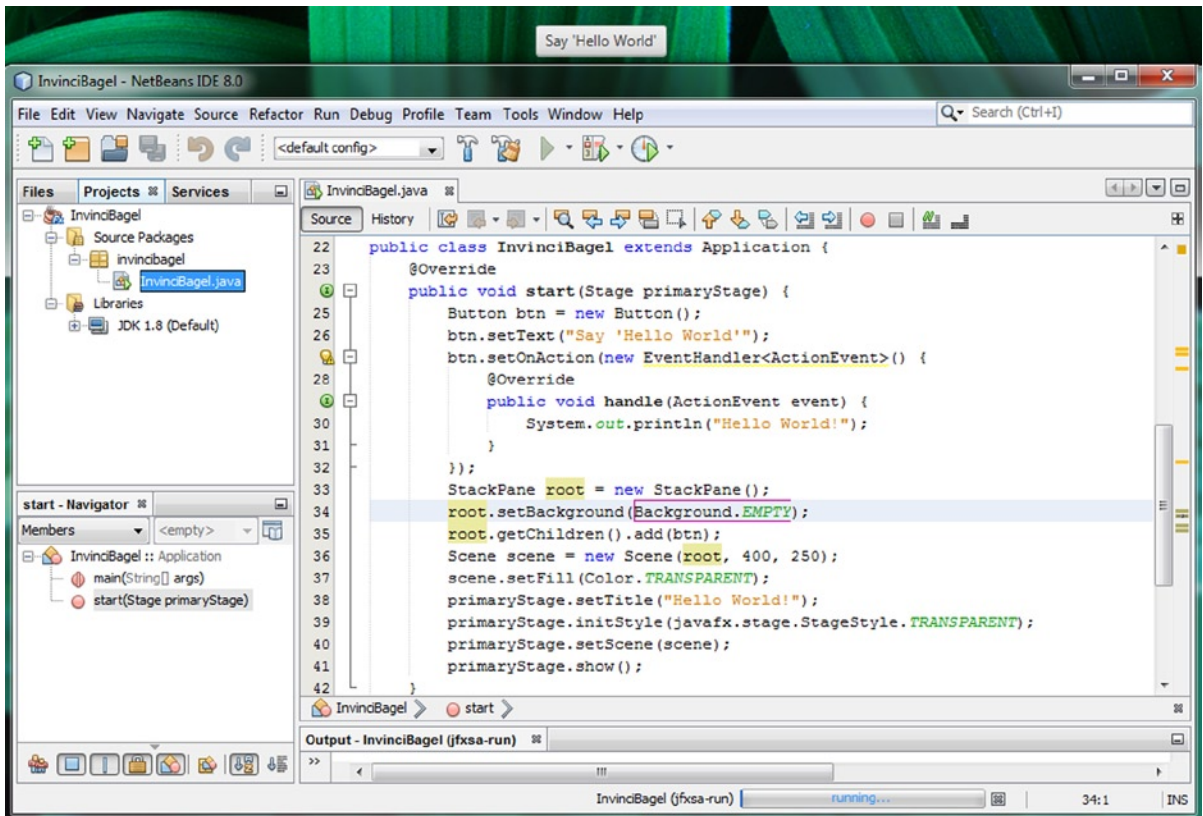 Say 'Hello World'
InvinciBagel - NetBeans IDE 8.0
File Edit View Navigate Source Refactor Run Debug Profile Team Tools Window Help
Search (Ctrl+I)
<default config>
Files Projects Services
InvinciBagel
Source Packages
invincibagel
InvinciBagel.java
Libraries
JDK 1.8 (Default)
start - Navigator
Members <empty>
InvinciBagel :: Application
main(String[] args)
start(Stage primaryStage)
InvinciBagel.java
Source History
22 public class InvinciBagel extends Application {
23 @Override
public void start(Stage primaryStage) {
25 Button btn = new Button();
26 btn.setText("Say 'Hello World'");
btn.setOnAction(new EventHandler<ActionEvent>() {
28 @Override
public void handle(ActionEvent event) {
30 System.out.println("Hello World!");
31 }
32 });
33 StackPane root = new StackPane();
34 root.setBackground(Background.EMPTY);
35 root.getChildren().add(btn);
36 Scene scene = new Scene(root, 400, 250);
37 scene.setFill(Color.TRANSPARENT);
38 primaryStage.setTitle("Hello World!");
39 primaryStage.initStyle(javafx.stage.StageStyle.TRANSPARENT);
40 primaryStage.setScene(scene);
41 primaryStage.show();
42 }
InvinciBagel start
Output - InvinciBagel (jfxsa-run)
InvinciBagel (jfxsa-run) running... 34:1 INS